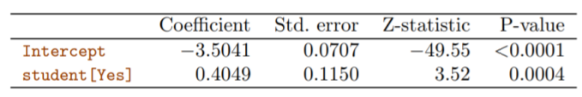 Coefficient Std. error Z-statistic P-value
Intercept −3.5041 0.0707 −49.55 <0.0001
student[Yes] 0.4049 0.1150 3.52 0.0004